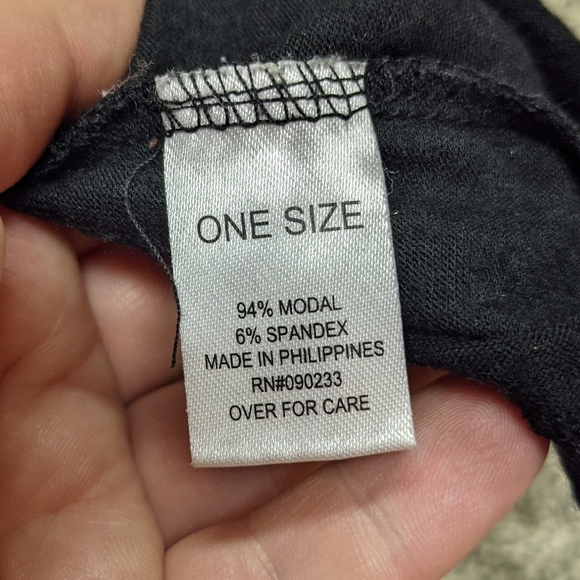 ONE SIZE
94% MODAL
6% SPANDEX
MADE IN PHILIPPINES
RN#090233
OVER FOR CARE